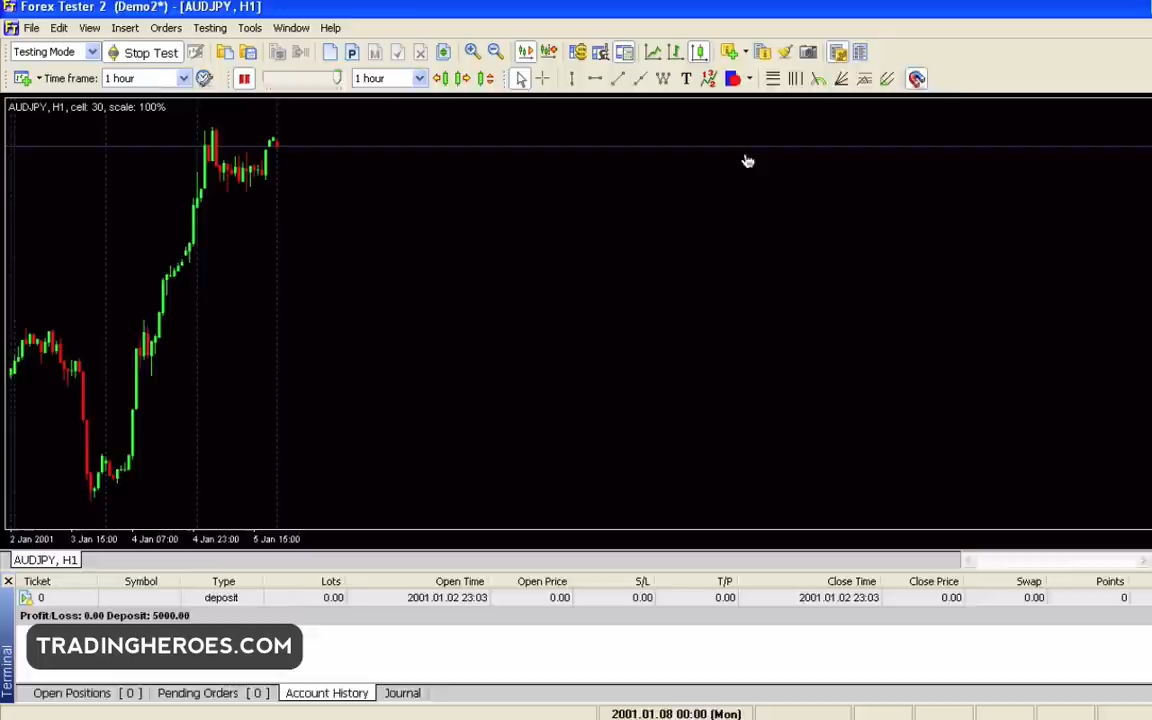 Forex Tester 2 (Demo2*) - [AUDJPY, H1]
File Edit View Insert Orders Testing Tools Window Help
Testing Mode Stop Test
Time frame: 1 hour 1 hour
AUDJPY, H1, cell: 30, scale: 100%
2 Jan 2001 3 Jan 15:00 4 Jan 07:00 4 Jan 23:00 5 Jan 15:00
AUDJPY, H1
Ticket Symbol Type Lots Open Time Open Price S/L T/P Close Time Close Price Swap Points
0 deposit 0.00 2001.01.02 23:03 0.00 0.00 0.00 2001.01.02 23:03 0.00 0.00 0
Profit/Loss: 0.00 Deposit: 5000.00
TRADINGHEROES.COM
Terminal
Open Positions [ 0 ] Pending Orders [ 0 ] Account History Journal
2001.01.08 00:00 (Mon)